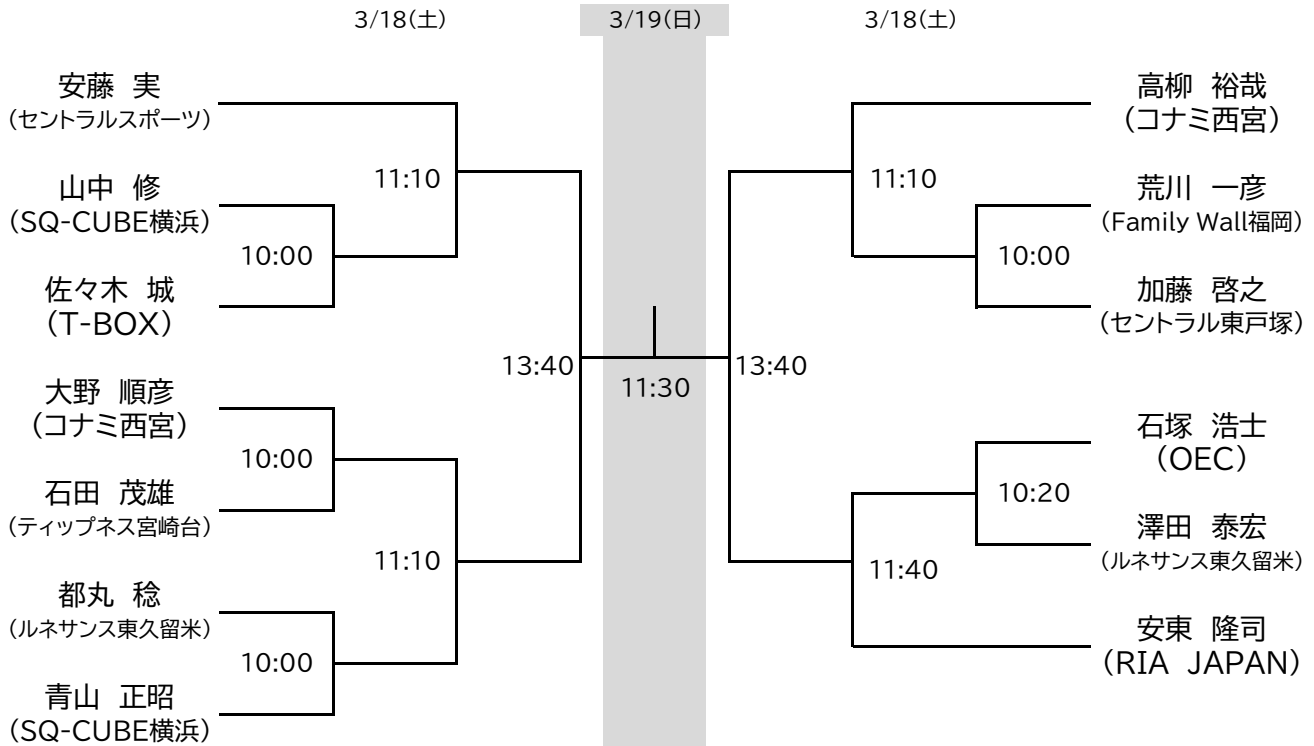 3/18(土)
3/19(日)
3/18(土)
安藤 実
(セントラルスポーツ)
山中 修
(SQ-CUBE横浜)
佐々木 城
(T-BOX)
大野 順彦
(コナミ西宮)
石田 茂雄
(ティップネス宮崎台)
都丸 稔
(ルネサンス東久留米)
青山 正昭
(SQ-CUBE横浜)
11:10
10:00
10:00
11:10
10:00
13:40
11:30
13:40
11:10
10:00
10:20
11:40
高柳 裕哉
(コナミ西宮)
荒川 一彦
(Family Wall福岡)
加藤 啓之
(セントラル東戸塚)
石塚 浩士
(OEC)
澤田 泰宏
(ルネサンス東久留米)
安東 隆司
(RIA JAPAN)